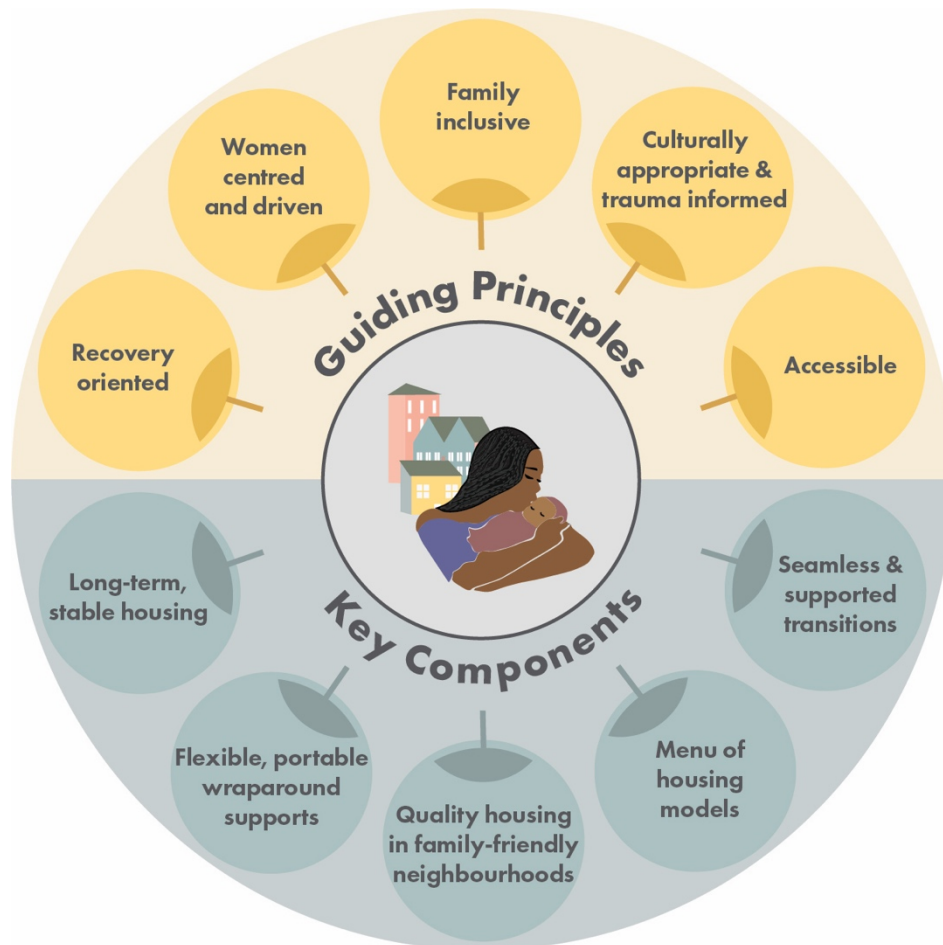 Family
inclusive
Women
centred
and driven
Culturally
appropriate &
trauma informed
Recovery
oriented
Accessible
Guiding Principles
Key Components
Long-term,
stable housing
Seamless &
supported
transitions
Flexible, portable
wraparound
supports
Menu of
housing
models
Quality housing
in family-friendly
neighbourhoods